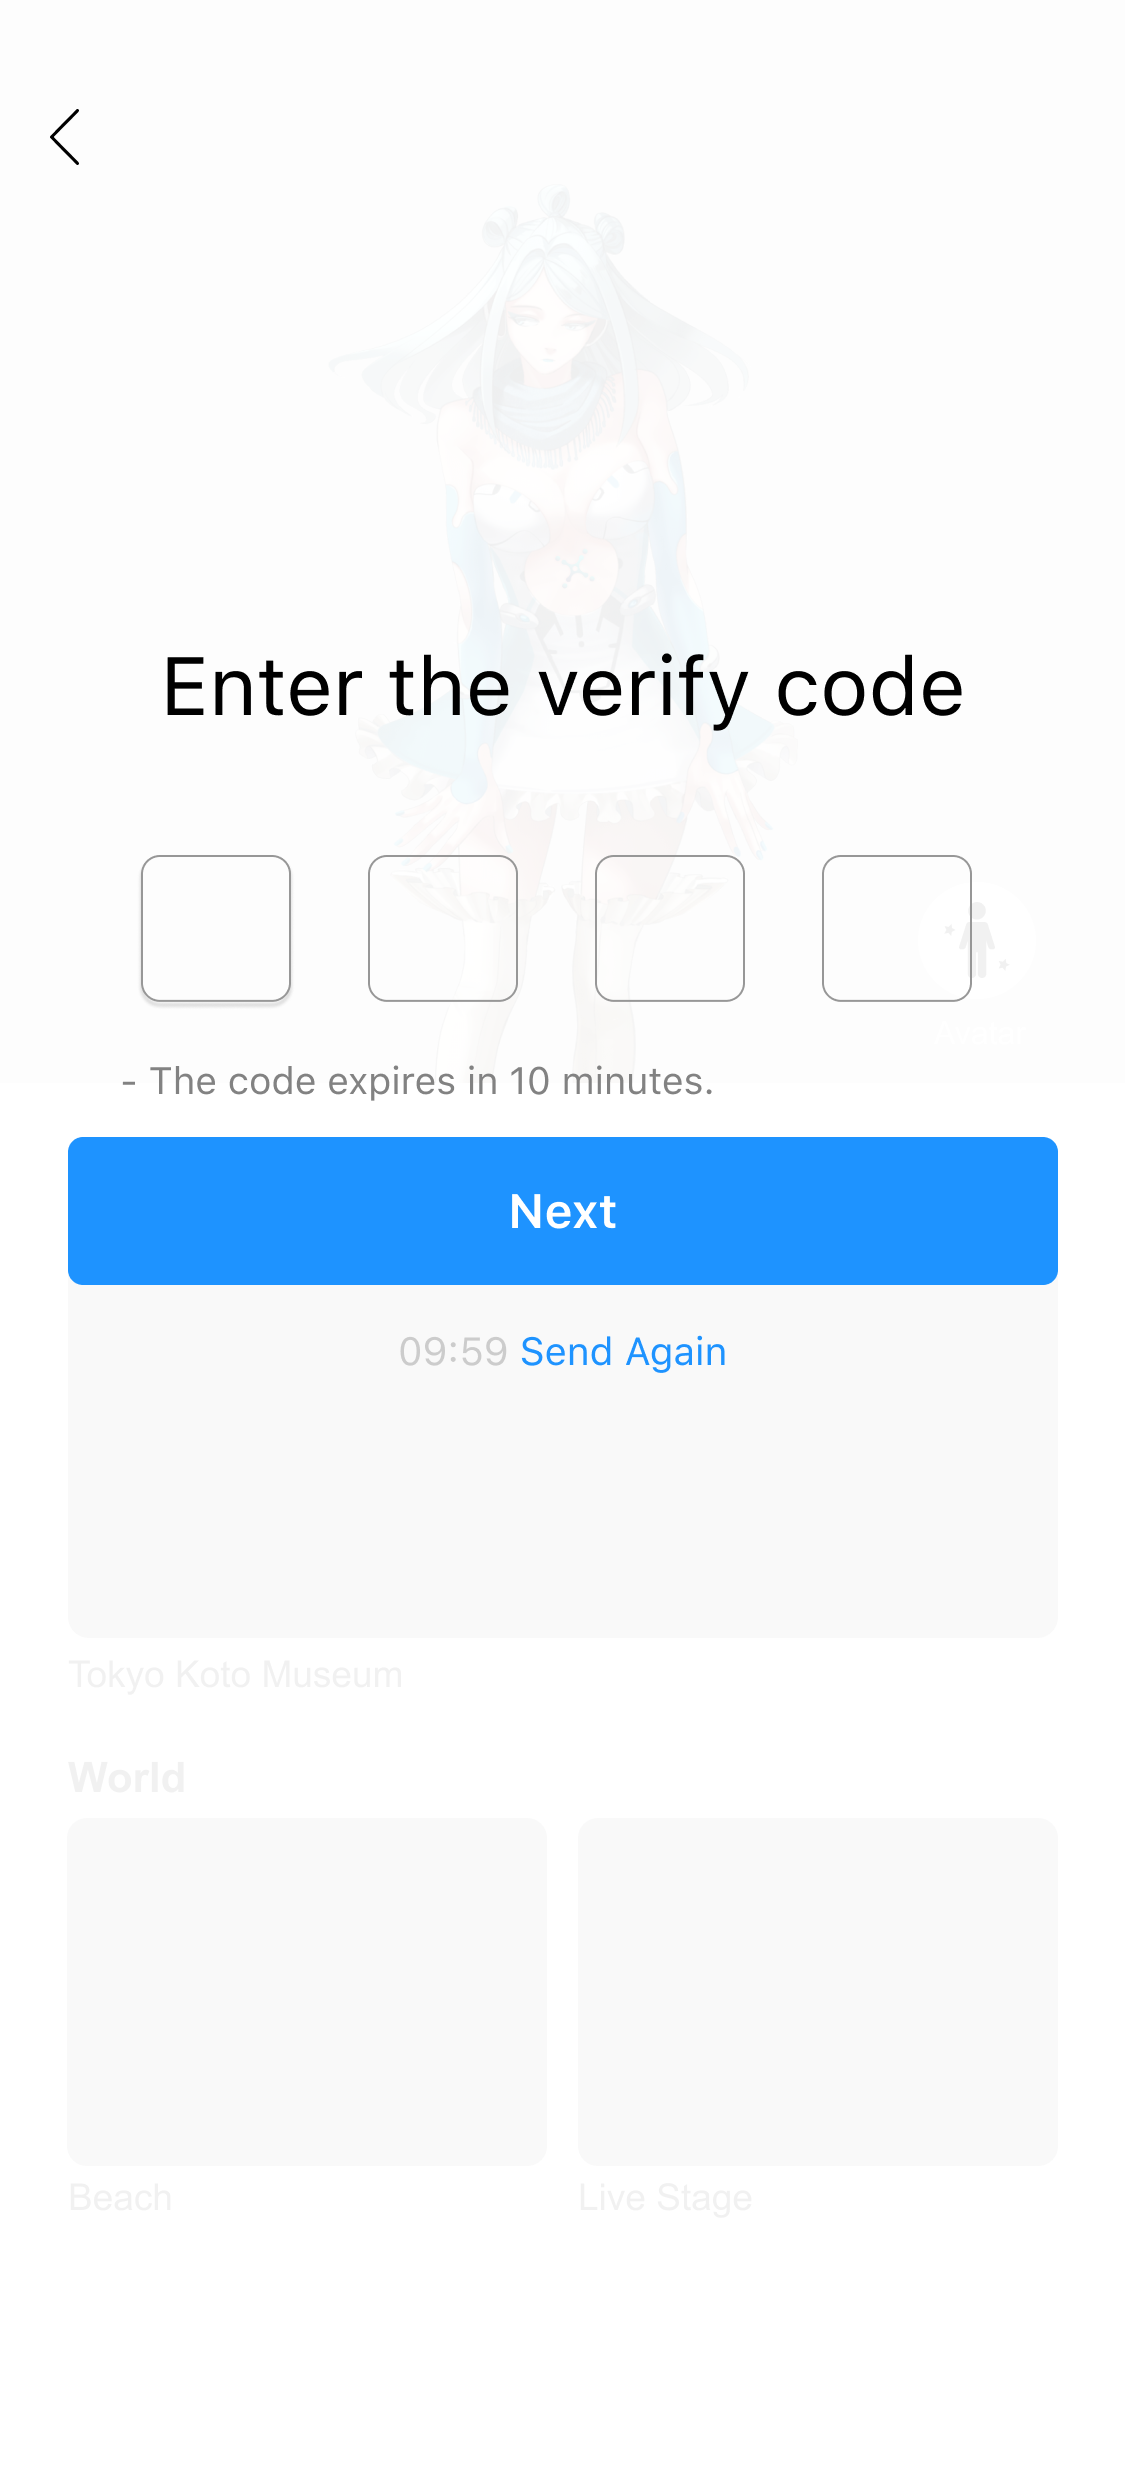 Enter the verify code
Avatar
- The code expires in 10 minutes.
Next
09:59 Send Again
Tokyo Koto Museum
World
Beach
Live Stage